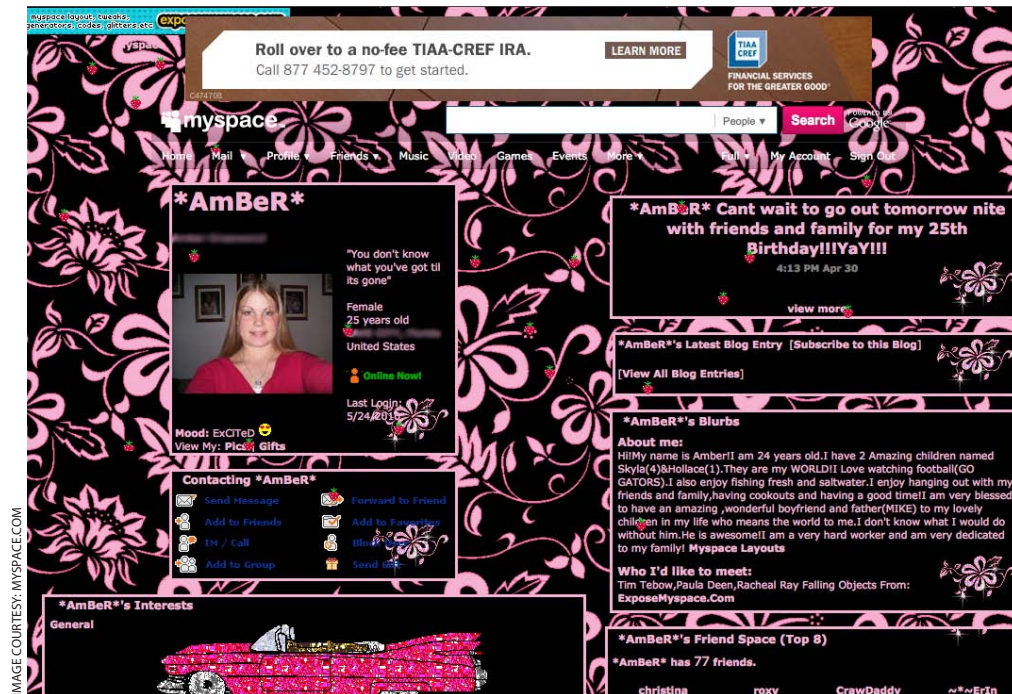 myspace layout, tweaks,
generators, codes, glitters,etc
expo
myspa
Roll over to a no-fee TIAA-CREF IRA.
Call 877 452-8797 to get started.
LEARN MORE
TIAA
CREF
FINANCIAL SERVICES
FOR THE GREATER GOOD®
C47470B
myspace.
People ▾
Search
POWERED BY
Google
Home Mail ▾ Profile ▾ Friends ▾ Music Video Games Events More ▾ Full ▾ My Account Sign Out
*AmBeR*
"You don't know
what you've got til
its gone"
Female
25 years old
United States
Online Now!
Last Login:
5/24/2010
Mood: ExCiTeD
View My: Pics Gifts
Contacting *AmBeR*
Send Message Forward to Friend
Add to Friends Add to Favorites
IM / Call Block User
Add to Group Send Gift
*AmBeR*'s Interests
General
*AmBeR* Cant wait to go out tomorrow nite
with friends and family for my 25th
Birthday!!!YaY!!!
4:13 PM Apr 30
view more
*AmBeR*'s Latest Blog Entry [Subscribe to this Blog]
[View All Blog Entries]
*AmBeR*'s Blurbs
About me:
Hi!My name is Amber!I am 24 years old.I have 2 Amazing children named
Skyla(4)&Hollace(1).They are my WORLD!I Love watching football(GO
GATORS).I also enjoy fishing fresh and saltwater.I enjoy hanging out with my
friends and family,having cookouts and having a good time!I am very blessed
to have an amazing ,wonderful boyfriend and father(MIKE) to my lovely
children in my life who means the world to me.I don't know what I would do
without him.He is awesome!I am a very hard worker and am very dedicated
to my family! Myspace Layouts
Who I'd like to meet:
Tim Tebow,Paula Deen,Racheal Ray Falling Objects From:
ExposeMyspace.Com
*AmBeR*'s Friend Space (Top 8)
*AmBeR* has 77 friends.
christina roxy CrawDaddy ~*~ErIn
IMAGE COURTESY: MYSPACE.COM